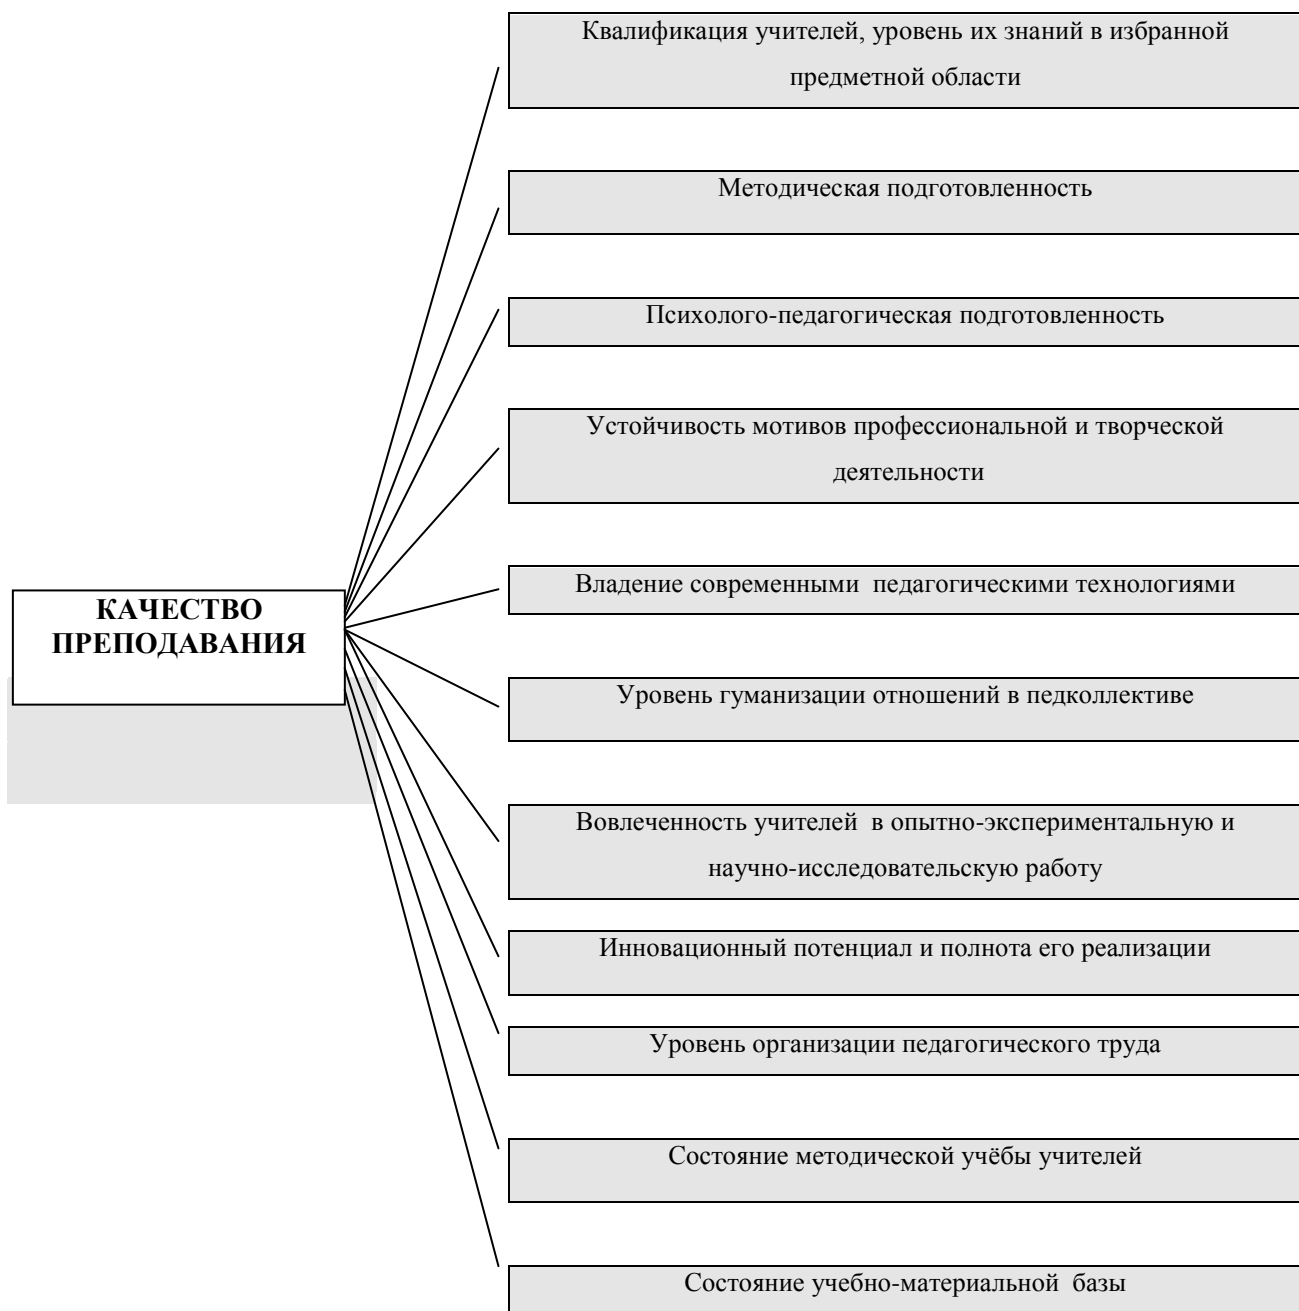 Квалификация учителей, уровень их знаний в избранной
предметной области
Методическая подготовленность
Психолого-педагогическая подготовленность
Устойчивость мотивов профессиональной и творческой
деятельности
Владение современными педагогическими технологиями
КАЧЕСТВО
ПРЕПОДАВАНИЯ
Уровень гуманизации отношений в педколлективе
Вовлеченность учителей в опытно-экспериментальную и
научно-исследовательскую работу
Инновационный потенциал и полнота его реализации
Уровень организации педагогического труда
Состояние методической учёбы учителей
Состояние учебно-материальной базы